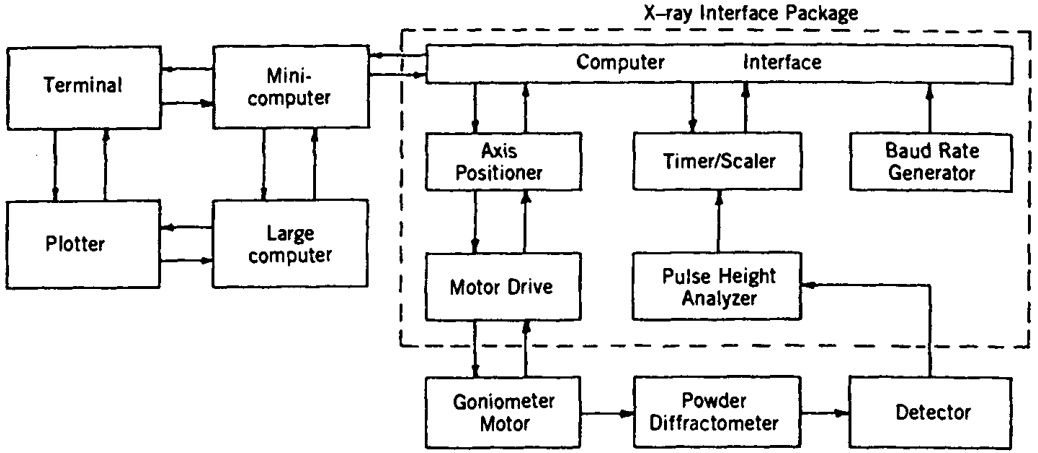 X-ray Interface Package
Computer Interface
Terminal
Mini-
computer
Axis
Positioner
Timer/Scaler
Baud Rate
Generator
Plotter
Large
computer
Motor Drive
Pulse Height
Analyzer
Goniometer
Motor
Powder
Diffractometer
Detector